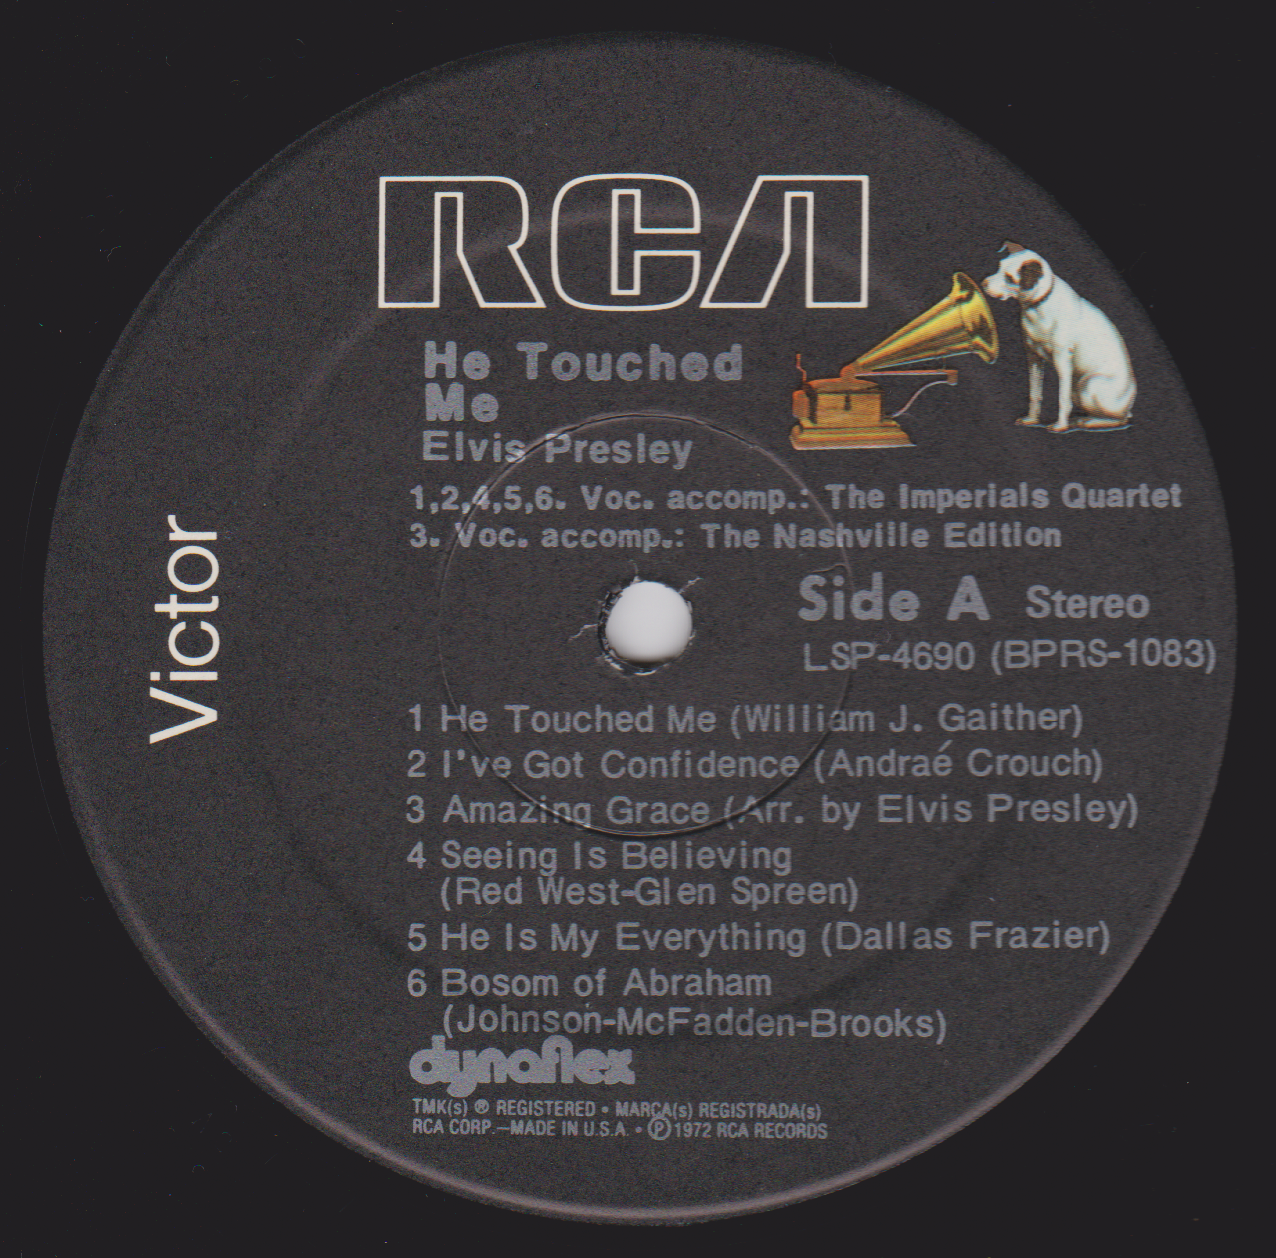 RCA
Victor
He Touched
Me
Elvis Presley
1,2,4,5,6. Voc. accomp.: The Imperials Quartet
3. Voc. accomp.: The Nashville Edition
Side A Stereo
LSP-4690 (BPRS-1083)
1 He Touched Me (William J. Gaither)
2 I've Got Confidence (Andraé Crouch)
3 Amazing Grace (Arr. by Elvis Presley)
4 Seeing Is Believing
(Red West-Glen Spreen)
5 He Is My Everything (Dallas Frazier)
6 Bosom of Abraham
(Johnson-McFadden-Brooks)
dynaflex
TMK(s) ® REGISTERED • MARCA(s) REGISTRADA(s)
RCA CORP.—MADE IN U.S.A. • ℗ 1972 RCA RECORDS